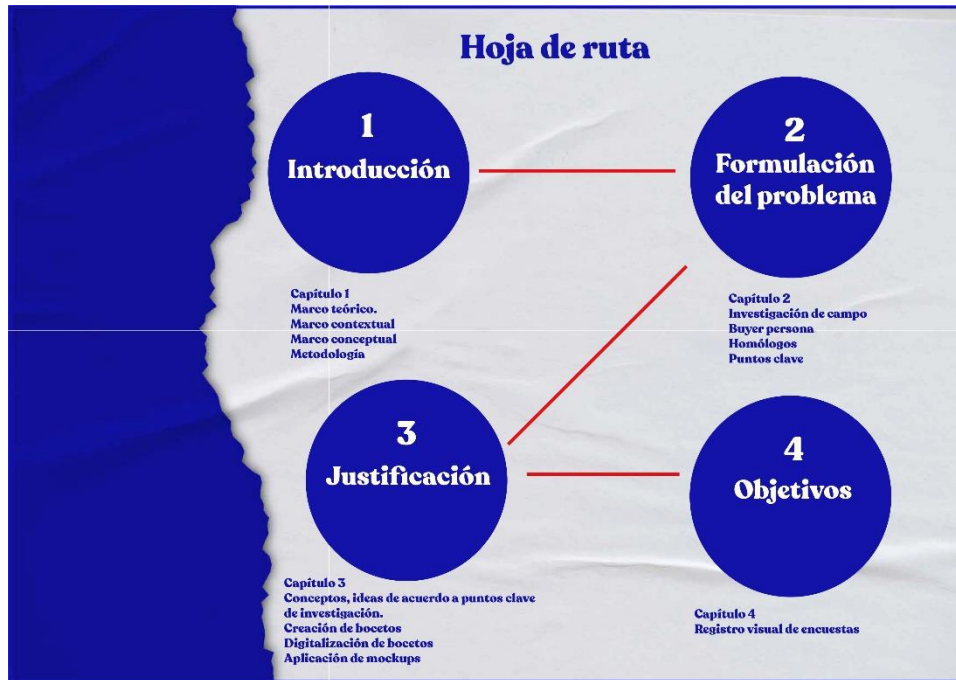 Hoja de ruta
1
Introducción
2
Formulación
del problema
Capítulo 1
Marco teórico.
Marco contextual
Marco conceptual
Metodología
Capítulo 2
Investigación de campo
Buyer persona
Homólogos
Puntos clave
3
Justificación
4
Objetivos
Capítulo 3
Conceptos, ideas de acuerdo a puntos clave
de investigación.
Creación de bocetos
Digitalización de bocetos
Aplicación de mockups
Capítulo 4
Registro visual de encuestas